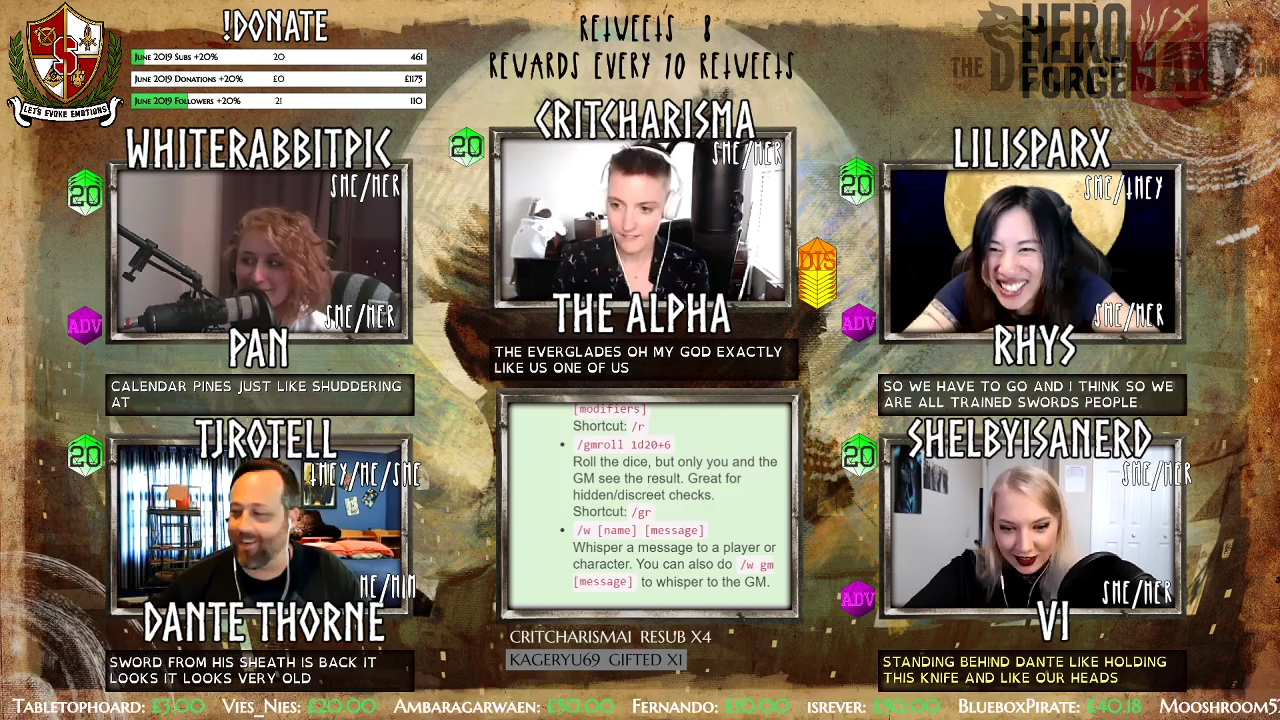 !DONATE
June 2019 Subs +20% 20 461
June 2019 Donations +20% £0 £1175
June 2019 Followers +20% 21 110
S
LET'S EVOKE EMOTIONS
RETWEETS 8
REWARDS EVERY 10 RETWEETS
HERO
THE
FORGE
WHITERABBITPIC
SHE/HER
20
SHE/HER
ADV
PAN
CALENDAR PINES JUST LIKE SHUDDERING
AT
CRITCHARISMA
SHE/HER
20
DIS
THE ALPHA
THE EVERGLADES OH MY GOD EXACTLY
LIKE US ONE OF US
LILISPARX
SHE/THEY
20
SHE/HER
ADV
RHYS
SO WE HAVE TO GO AND I THINK SO WE
ARE ALL TRAINED SWORDS PEOPLE
TJROTELL
THEY/HE/SHE
20
HE/HIM
DANTE THORNE
SWORD FROM HIS SHEATH IS BACK IT
LOOKS IT LOOKS VERY OLD
[modifiers]
Shortcut: /r
• /gmroll 1d20+6
Roll the dice, but only you and the
GM see the result. Great for
hidden/discreet checks.
Shortcut: /gr
• /w [name] [message]
Whisper a message to a player or
character. You can also do /w gm
[message] to whisper to the GM.
CRITCHARISMA1 RESUB X4
KAGERYU69 GIFTED X1
SHELBYISANERD
SHE/HER
20
SHE/HER
ADV
VI
STANDING BEHIND DANTE LIKE HOLDING
THIS KNIFE AND LIKE OUR HEADS
Tabletophoard: £3.00 Vies_Nies: £20.00 Ambaragarwaen: £50.00 Fernando: £10.00 isrever: £50.00 BlueboxPirate: £40.18 Mooshroom5